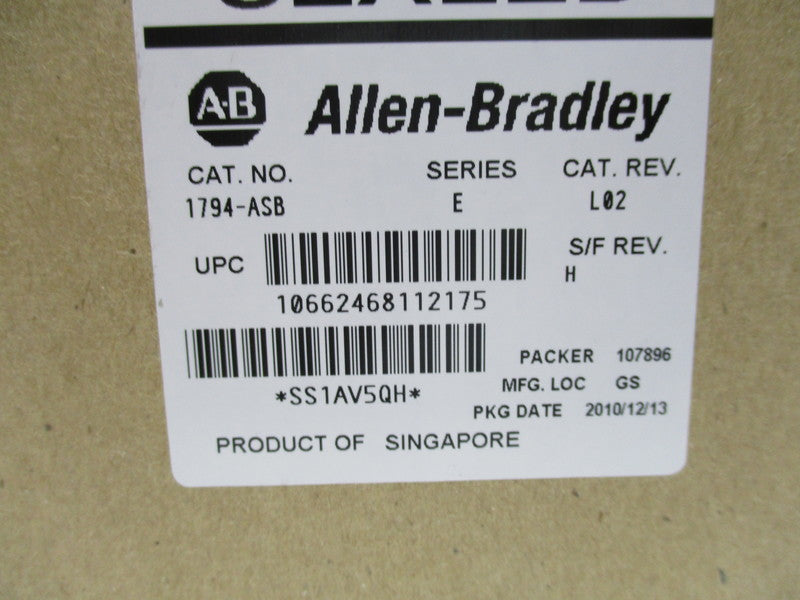 A·B Allen-Bradley
CAT. NO. SERIES CAT. REV.
1794-ASB E L02
UPC S/F REV.
H
10662468112175
PACKER 107896
*SS1AV5QH* MFG. LOC GS
PKG DATE 2010/12/13
PRODUCT OF SINGAPORE